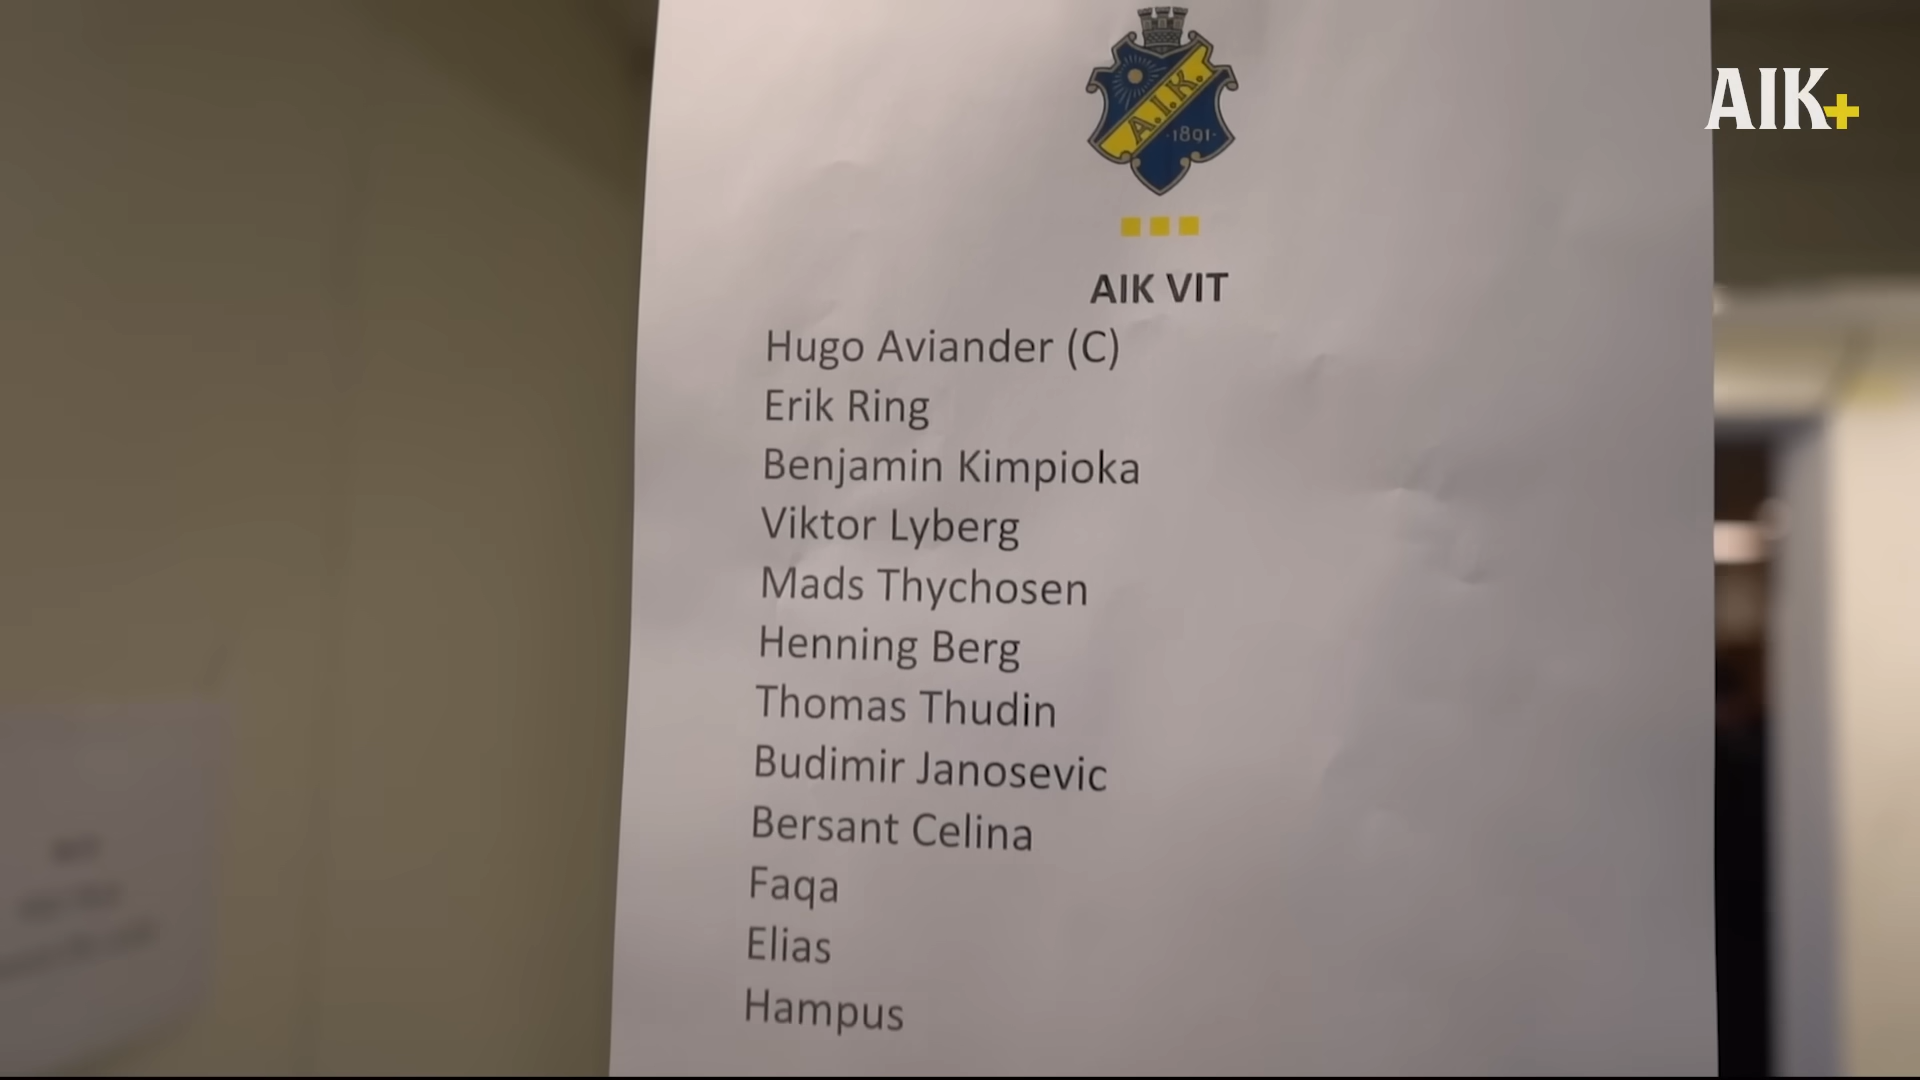 AIK+
A.I.K.
·1891·
AIK VIT
Hugo Aviander (C)
Erik Ring
Benjamin Kimpioka
Viktor Lyberg
Mads Thychosen
Henning Berg
Thomas Thudin
Budimir Janosevic
Bersant Celina
Faqa
Elias
Hampus